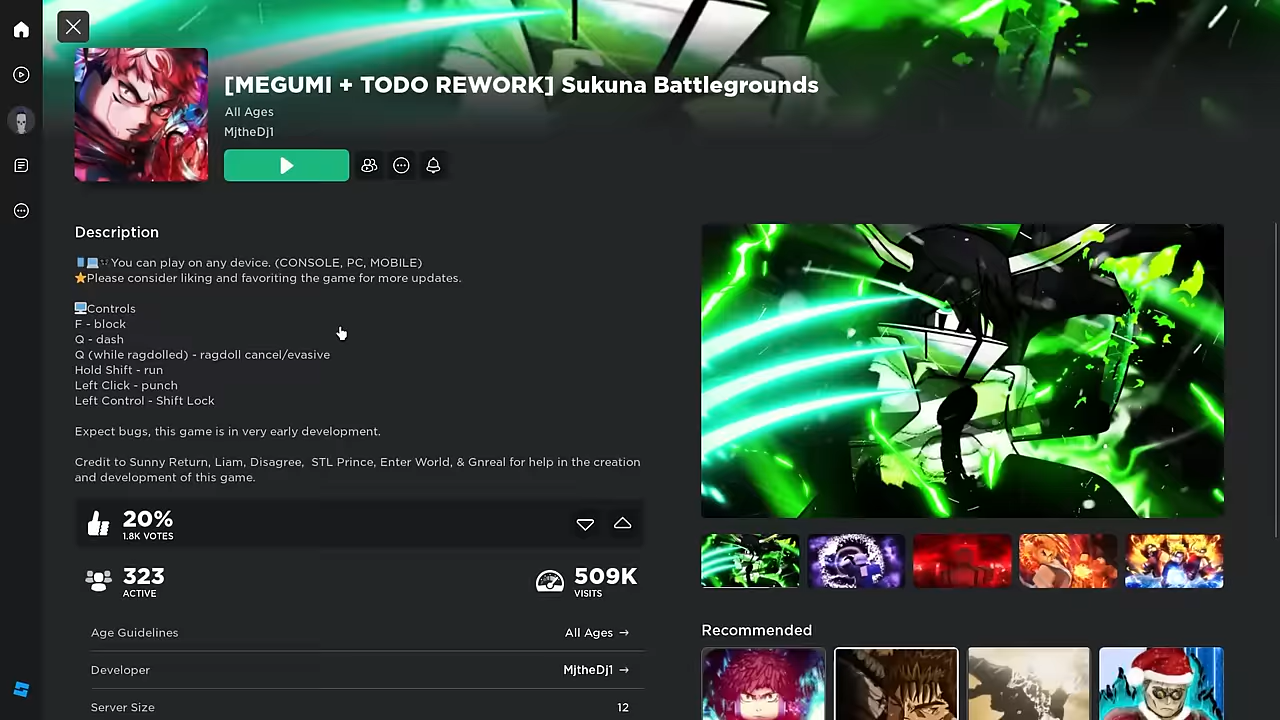 [MEGUMI + TODO REWORK] Sukuna Battlegrounds
All Ages
MjtheDj1
Description
You can play on any device. (CONSOLE, PC, MOBILE)
Please consider liking and favoriting the game for more updates.
Controls
F - block
Q - dash
Q (while ragdolled) - ragdoll cancel/evasive
Hold Shift - run
Left Click - punch
Left Control - Shift Lock
Expect bugs, this game is in very early development.
Credit to Sunny Return, Liam, Disagree, STL Prince, Enter World, & Gnreal for help in the creation
and development of this game.
20%
1.8K VOTES
323
ACTIVE
509K
VISITS
Age Guidelines
All Ages →
Developer
MjtheDj1 →
Server Size
12
Recommended